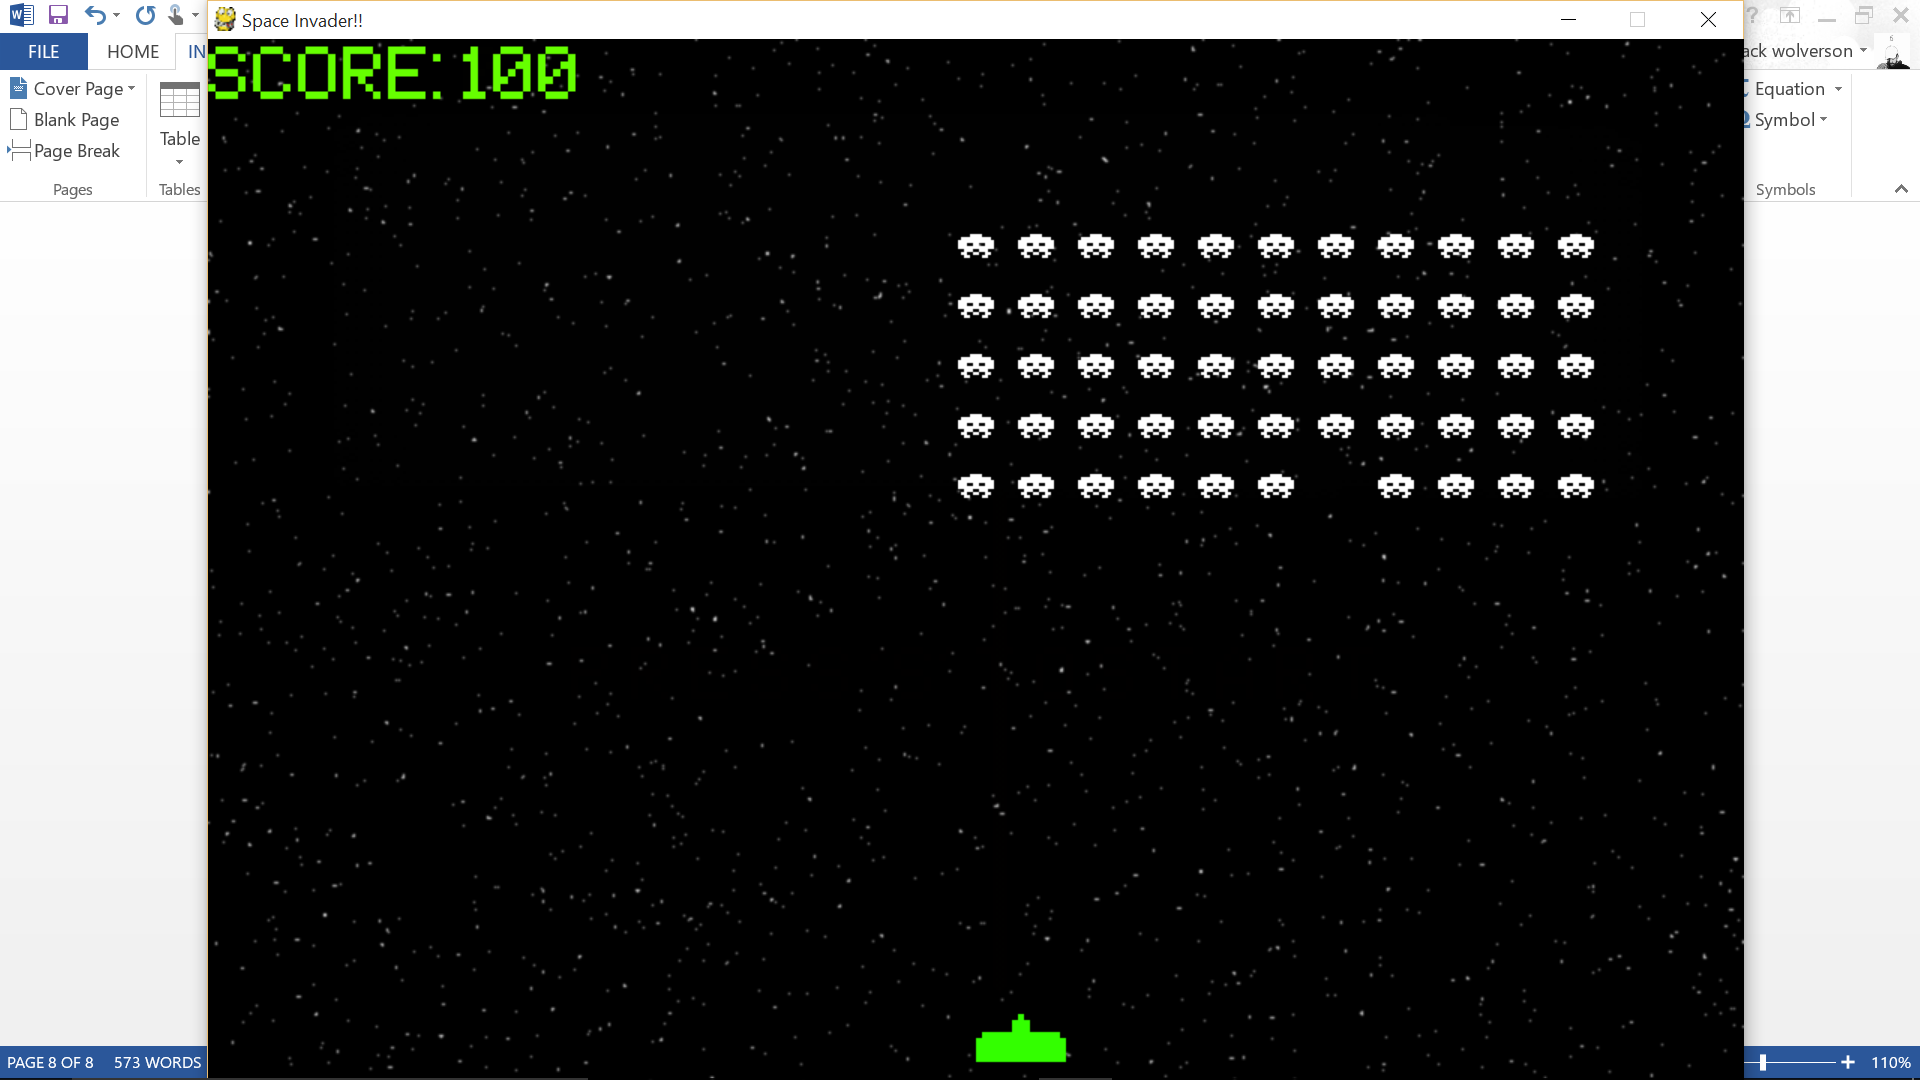 Space Invader!!
FILE
HOME
IN
ack wolverson
SCORE:100
Cover Page
Blank Page
Page Break
Pages
Table
Tables
Equation
Symbol
Symbols
PAGE 8 OF 8
573 WORDS
110%